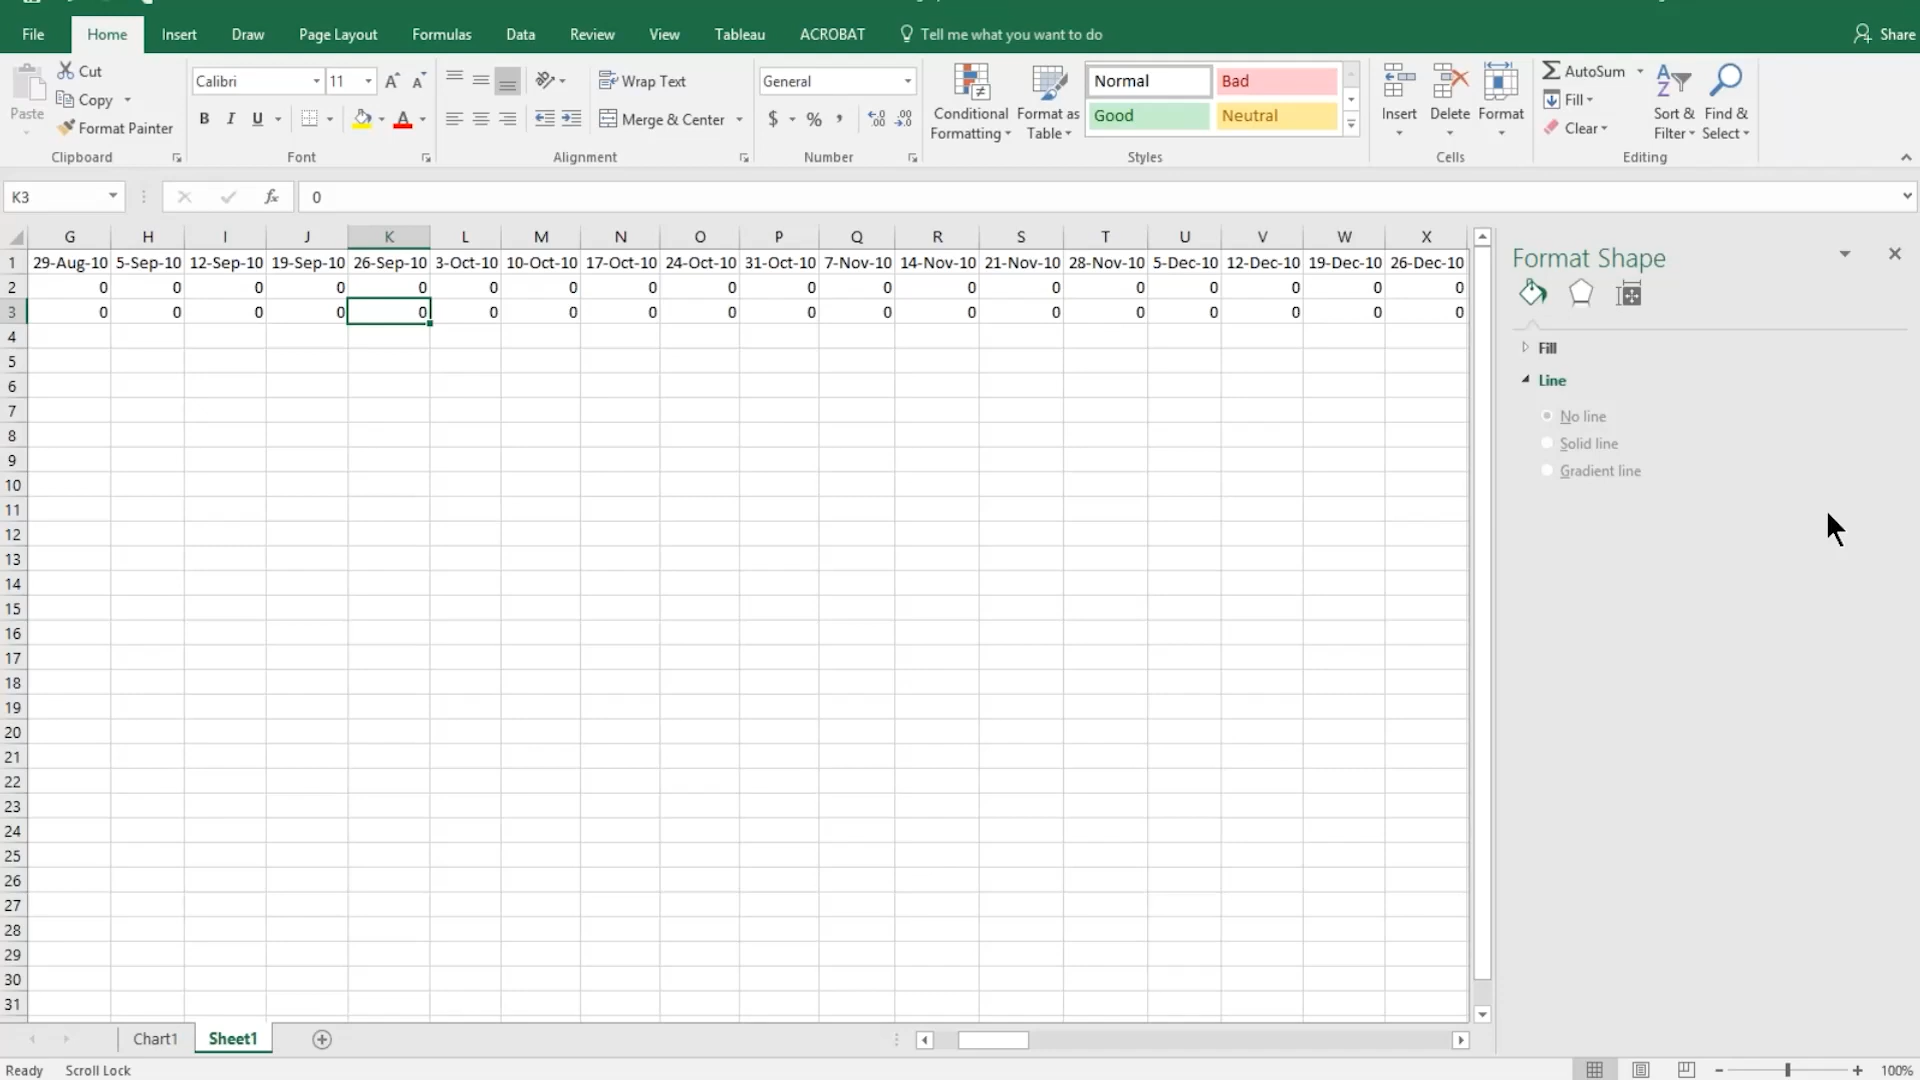 File Home Insert Draw Page Layout Formulas Data Review View Tableau ACROBAT Tell me what you want to do Share
Paste Cut Copy Format Painter Clipboard
Calibri 11 B I U A Font
Wrap Text Merge & Center Alignment
General $ % , Number
Conditional Formatting Format as Table Normal Bad Good Neutral Styles
Insert Delete Format Cells
AutoSum Fill Clear Sort & Filter Find & Select Editing
K3 fx 0
G H I J K L M N O P Q R S T U V W X
1 29-Aug-10 5-Sep-10 12-Sep-10 19-Sep-10 26-Sep-10 3-Oct-10 10-Oct-10 17-Oct-10 24-Oct-10 31-Oct-10 7-Nov-10 14-Nov-10 21-Nov-10 28-Nov-10 5-Dec-10 12-Dec-10 19-Dec-10 26-Dec-10
2 0 0 0 0 0 0 0 0 0 0 0 0 0 0 0 0 0 0
3 0 0 0 0 0 0 0 0 0 0 0 0 0 0 0 0 0 0
4
5
6
7
8
9
10
11
12
13
14
15
16
17
18
19
20
21
22
23
24
25
26
27
28
29
30
31
Format Shape
Fill
Line
No line
Solid line
Gradient line
Chart1 Sheet1
Ready Scroll Lock 100%